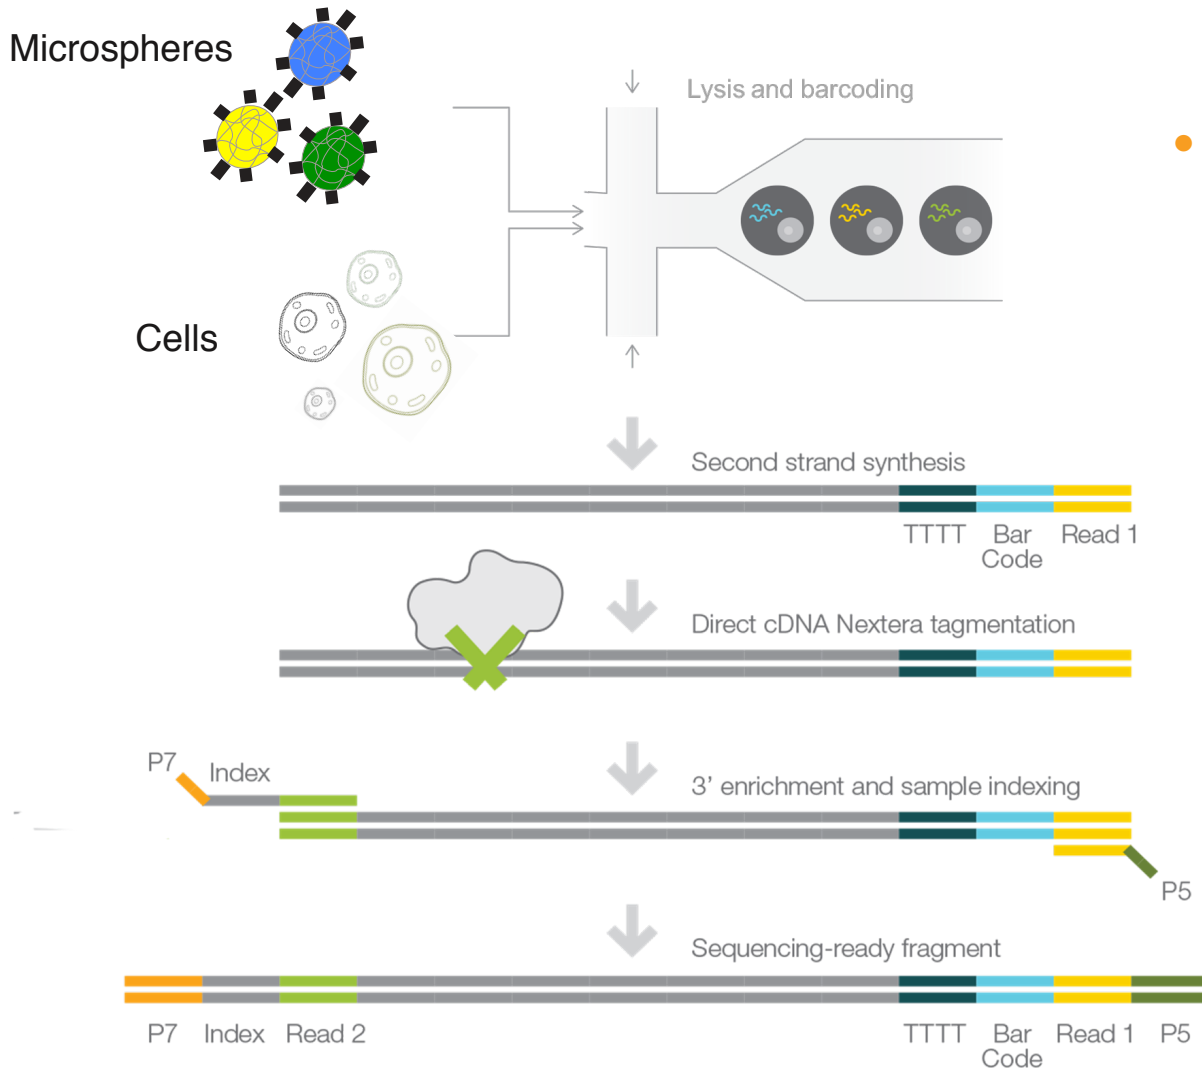 Microspheres
Lysis and barcoding
Cells
Second strand synthesis
TTTT Bar Code Read 1
Direct cDNA Nextera tagmentation
P7 Index
3’ enrichment and sample indexing
P5
Sequencing-ready fragment
P7 Index Read 2 TTTT Bar Code Read 1 P5